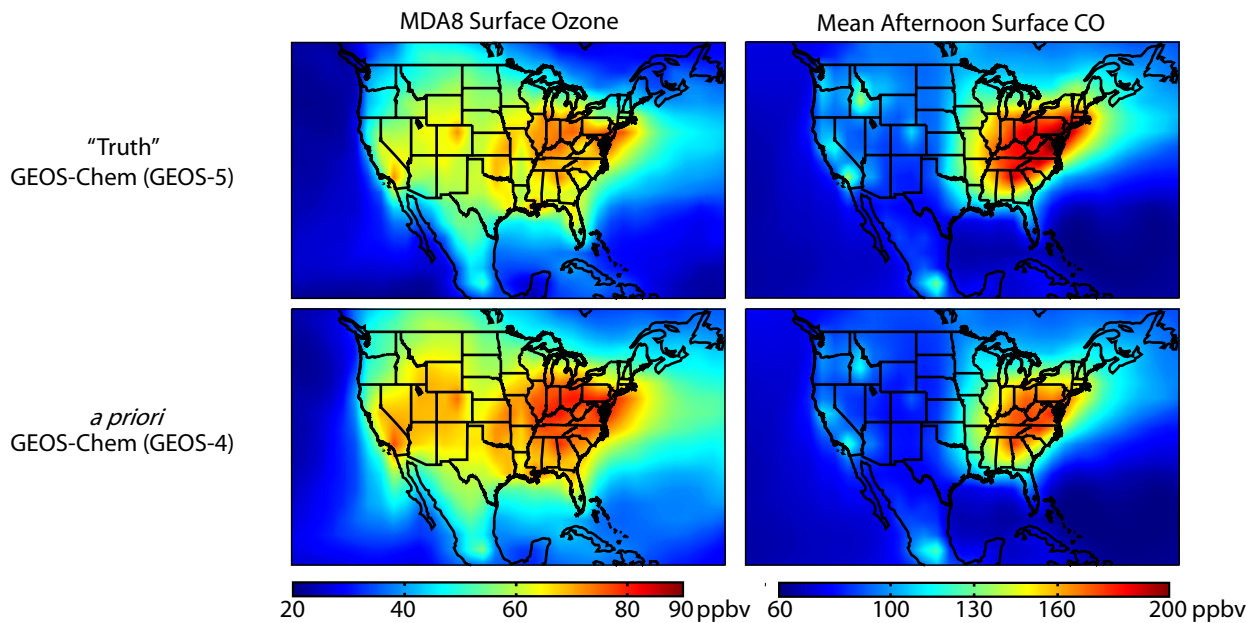 MDA8 Surface Ozone
Mean Afternoon Surface CO
“Truth”
GEOS-Chem (GEOS-5)
a priori
GEOS-Chem (GEOS-4)
20 40 60 80 90 ppbv
60 100 130 160 200 ppbv